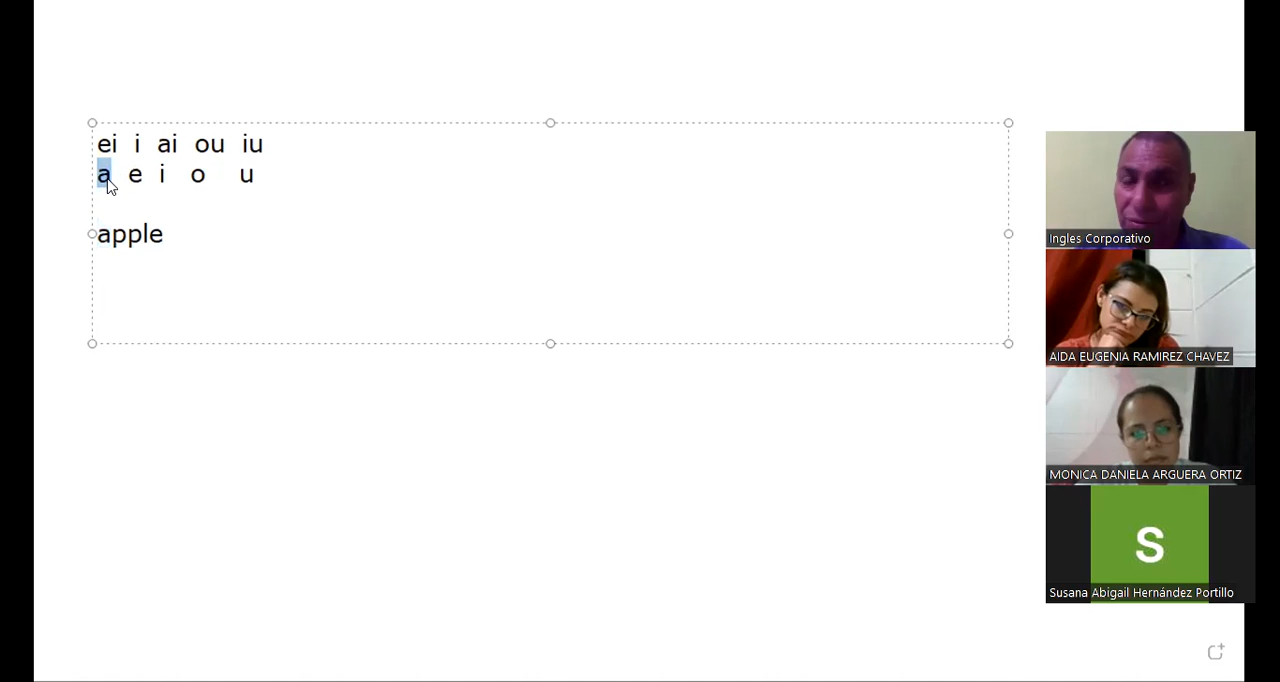 ei i ai ou iu
a e i o u
apple
Ingles Corporativo
AIDA EUGENIA RAMIREZ CHAVEZ
MONICA DANIELA ARGUERA ORTIZ
S
Susana Abigail Hernández Portillo